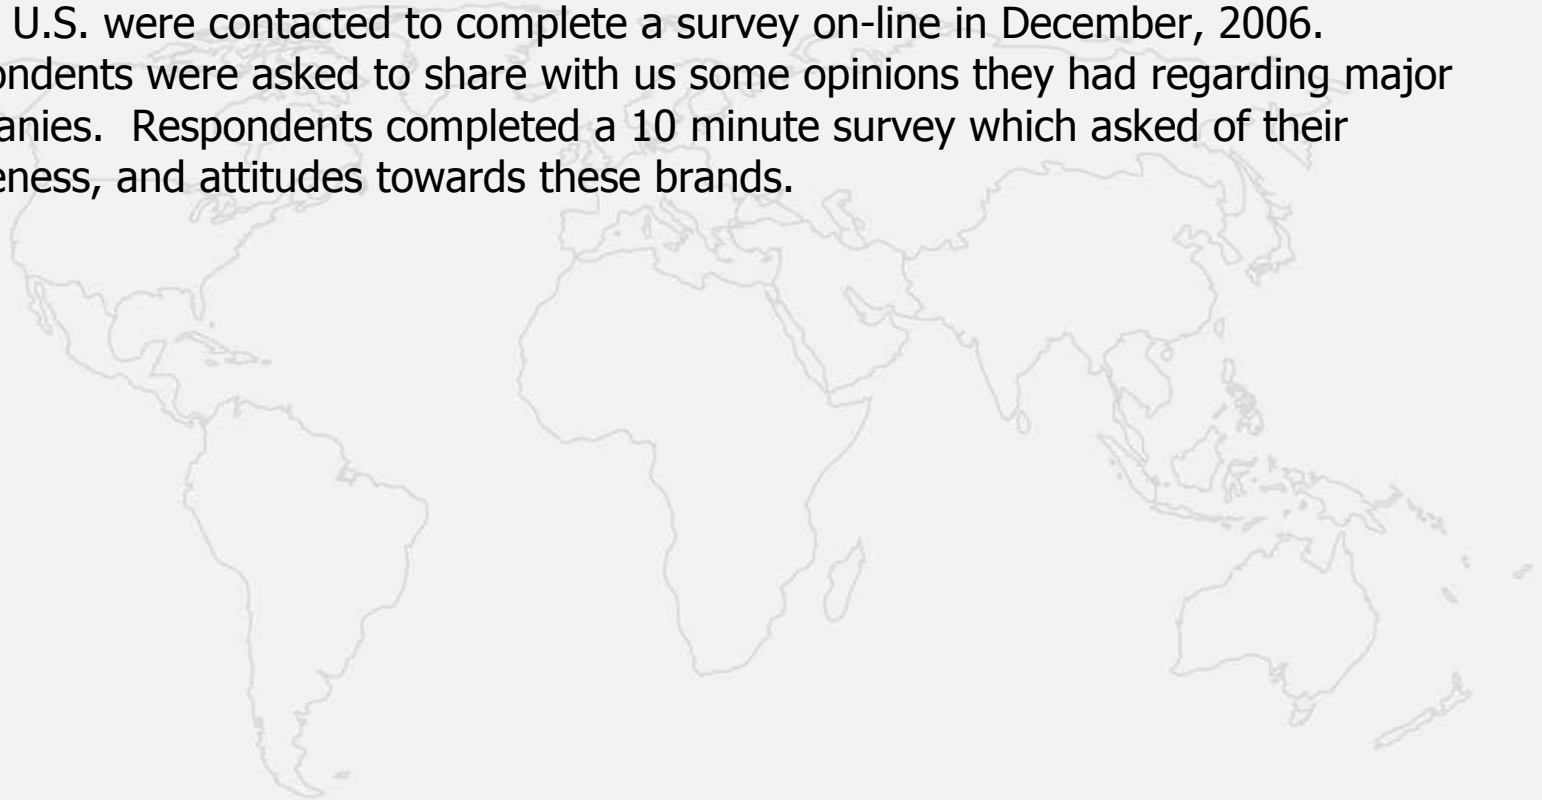 U.S. were contacted to complete a survey on-line in December, 2006.
ondents were asked to share with us some opinions they had regarding major
anies.  Respondents completed a 10 minute survey which asked of their
eness, and attitudes towards these brands.